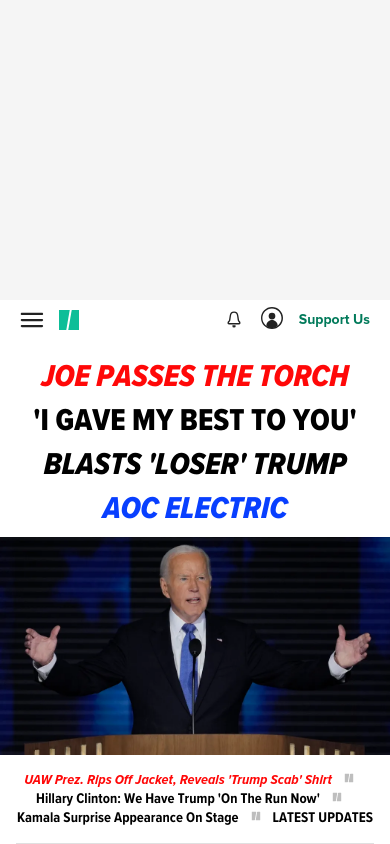 Support Us
JOE PASSES THE TORCH
'I GAVE MY BEST TO YOU'
BLASTS 'LOSER' TRUMP
AOC ELECTRIC
UAW Prez. Rips Off Jacket, Reveals 'Trump Scab' Shirt
Hillary Clinton: We Have Trump 'On The Run Now'
Kamala Surprise Appearance On Stage LATEST UPDATES